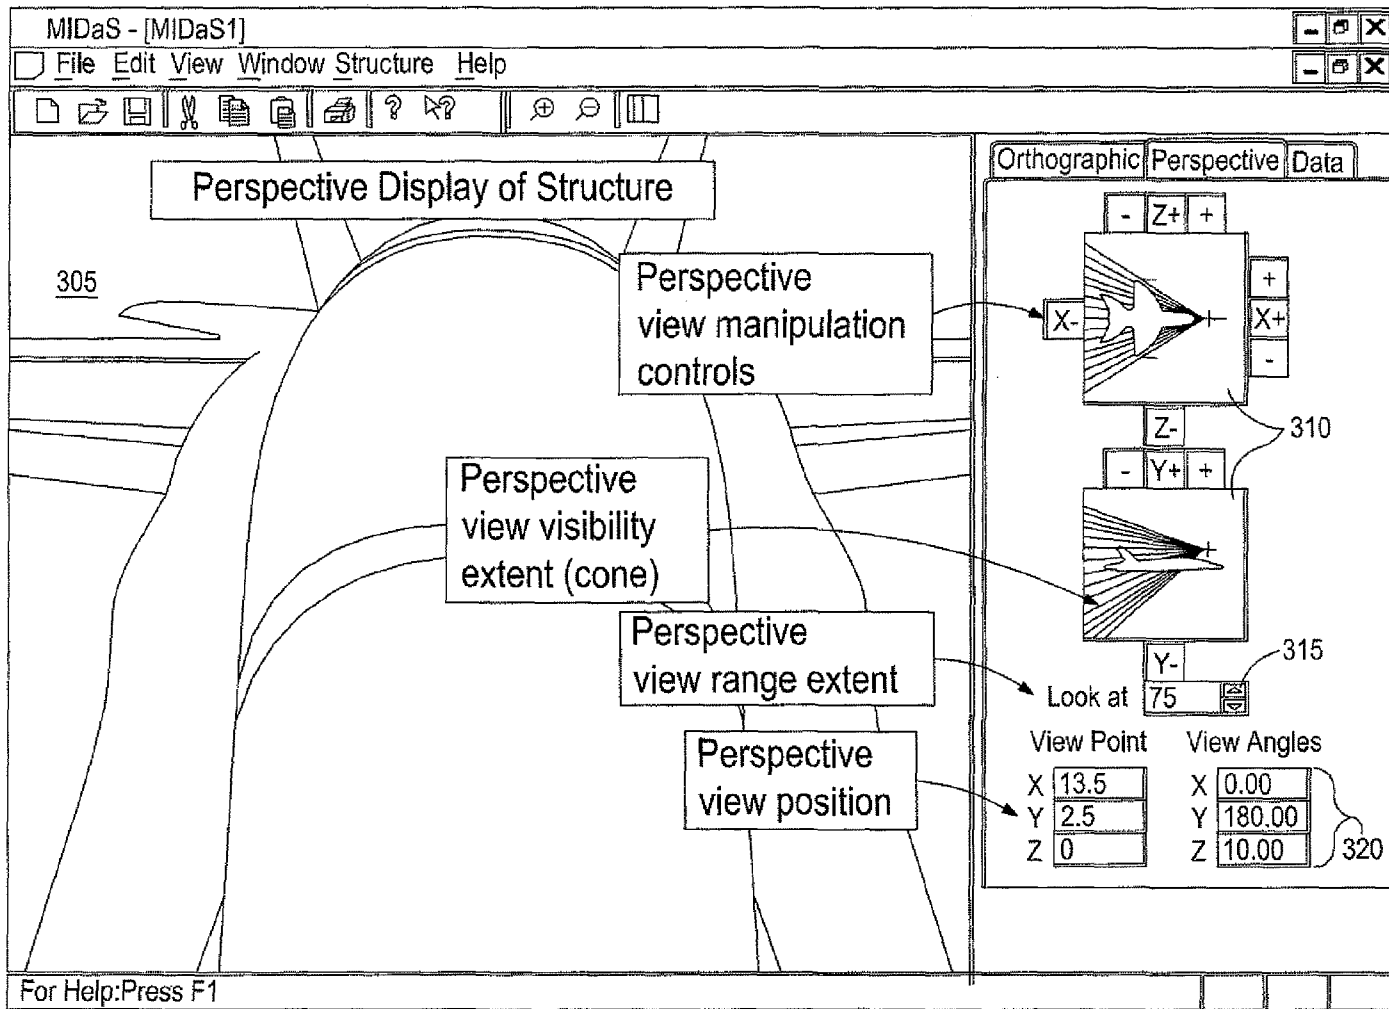 MIDaS - [MIDaS1]
File Edit View Window Structure Help
Perspective Display of Structure
305
Perspective
view manipulation
controls
Perspective
view visibility
extent (cone)
Perspective
view range extent
Perspective
view position
Orthographic Perspective Data
- Z+ +
X-
+
X+
-
Z-
310
- Y+ +
Y-
315
Look at 75
View Point View Angles
X 13.5 X 0.00
Y 2.5 Y 180.00
Z 0 Z 10.00
320
For Help:Press F1